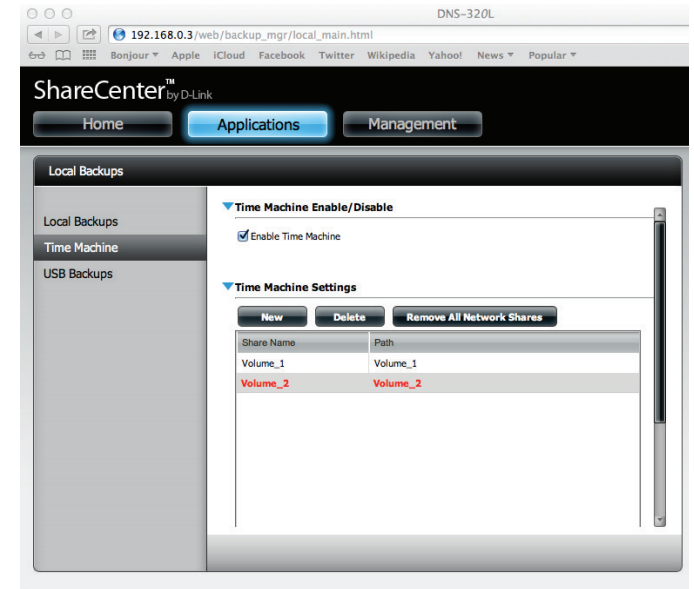 DNS-320L
192.168.0.3/web/backup_mgr/local_main.html
Bonjour Apple iCloud Facebook Twitter Wikipedia Yahoo! News Popular
ShareCenter™ by D-Link
Home Applications Management
Local Backups
Local Backups
Time Machine
USB Backups
Time Machine Enable/Disable
Enable Time Machine
Time Machine Settings
New Delete Remove All Network Shares
Share Name Path
Volume_1 Volume_1
Volume_2 Volume_2